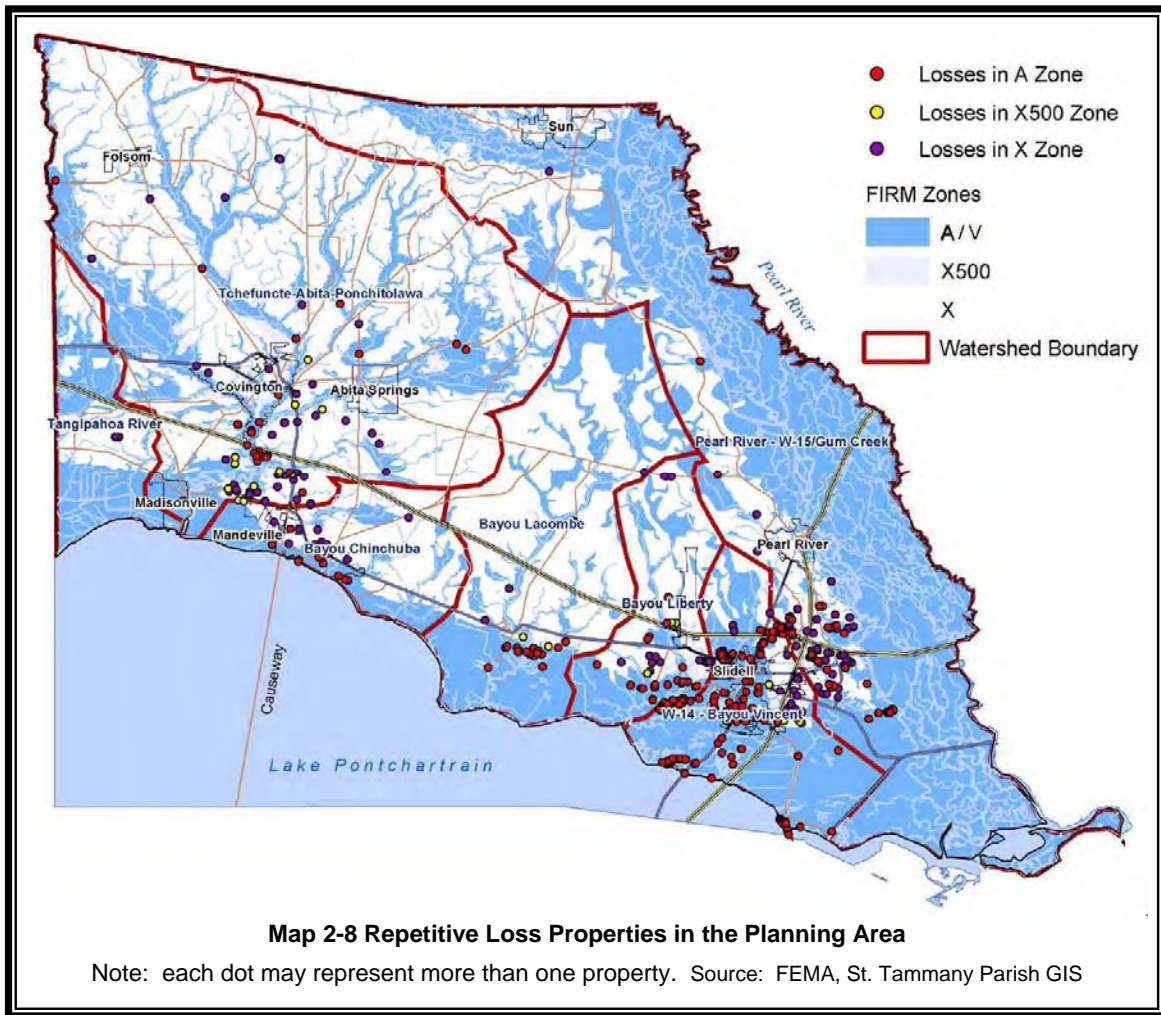 Losses in A Zone
Losses in X500 Zone
Losses in X Zone
FIRM Zones
A / V
X500
X
Watershed Boundary
Sun
Folsom
Pearl River
Tchefuncte-Abita-Ponchitolawa
Covington
Abita Springs
Tangipahoa River
Pearl River - W-15/Gum Creek
Madisonville
Mandeville
Bayou Chinchuba
Bayou Lacombe
Pearl River
Bayou Liberty
Slidell
W-14 - Bayou Vincent
Causeway
Lake Pontchartrain
Map 2-8 Repetitive Loss Properties in the Planning Area
Note: each dot may represent more than one property. Source: FEMA, St. Tammany Parish GIS